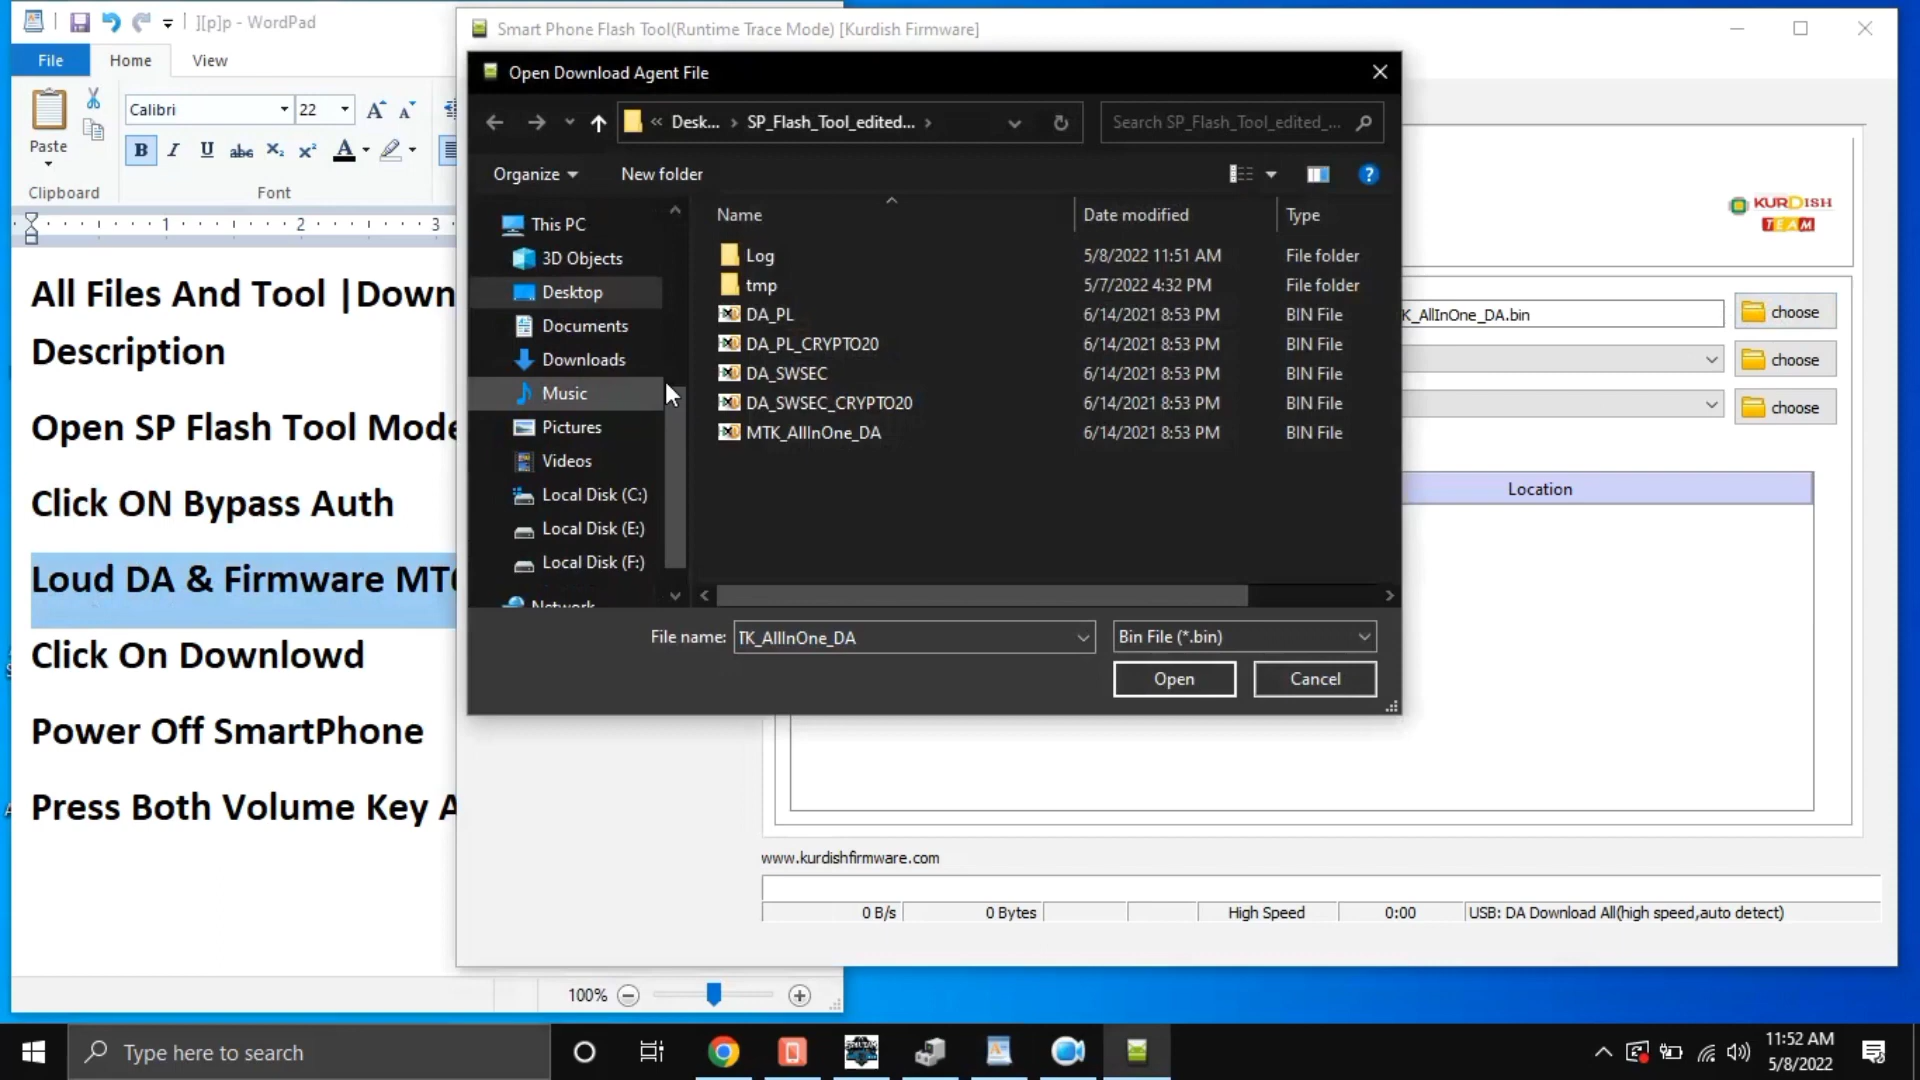 ][p]p - WordPad
File
Home
View
Paste
Clipboard
Calibri
22
Font
1
2
3
All Files And Tool |Down
Description
Open SP Flash Tool Mode
Click ON Bypass Auth
Loud DA & Firmware MT
Click On Downlowd
Power Off SmartPhone
Press Both Volume Key A
100%
Smart Phone Flash Tool(Runtime Trace Mode) [Kurdish Firmware]
Open Download Agent File
« Desk... › SP_Flash_Tool_edited... ›
Search SP_Flash_Tool_edited_...
Organize
New folder
This PC
3D Objects
Desktop
Documents
Downloads
Music
Pictures
Videos
Local Disk (C:)
Local Disk (E:)
Local Disk (F:)
Network
Name Date modified Type
Log 5/8/2022 11:51 AM File folder
tmp 5/7/2022 4:32 PM File folder
DA_PL 6/14/2021 8:53 PM BIN File
DA_PL_CRYPTO20 6/14/2021 8:53 PM BIN File
DA_SWSEC 6/14/2021 8:53 PM BIN File
DA_SWSEC_CRYPTO20 6/14/2021 8:53 PM BIN File
MTK_AllInOne_DA 6/14/2021 8:53 PM BIN File
File name: TK_AllInOne_DA
Bin File (*.bin)
Open
Cancel
KURDISH
TEAM
K_AllInOne_DA.bin
choose
choose
choose
Location
www.kurdishfirmware.com
0 B/s
0 Bytes
High Speed
0:00
USB: DA Download All(high speed,auto detect)
Type here to search
11:52 AM
5/8/2022